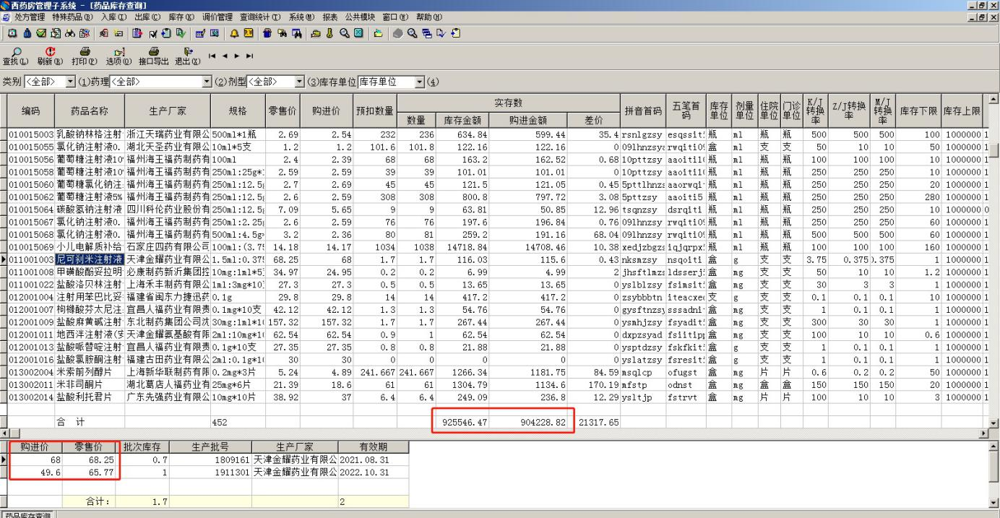 西药房管理子系统 - [药品库存查询]
处方管理 特殊药品(B) 入库(I) 出库(C) 库存(K) 调价管理 查询统计(T) 系统(M) 报表 公共模块 窗口(W) 帮助(H)
查找(L) 刷新(R) 打印(P) 选项(O) 接口导出 退出(X)
类别 <全部> (1)药理 <全部> (2)剂型 <全部> (3)库存单位 库存单位 (4)
编码 药品名称 生产厂家 规格 零售价 购进价 预扣数量 实存数 拼音首码 五笔首码 库存单位 剂量单位 住院单位 门诊单位 K/J转换率 Z/J转换率 M/J转换率 库存下限 库存上限
数量 库存金额 购进金额 差价
010015003 乳酸钠林格注射 浙江天瑞药业有限公 500ml*1瓶 2.69 2.54 232 236 634.84 599.44 35.4 rsnlgzsy esqssit 瓶 ml 瓶 瓶 500 500 500 100 1000000 1
010015055 氯化钠注射液0. 湖北天圣药业有限公 10ml*5支 1.2 1.2 101.6 101.8 122.16 122.16 0 09lhnzsy rwqiti0 盒 ml 支 支 50 10 10 50 1000000 1
010015056 葡萄糖注射液10 福州海王福药制药有 100ml 2.4 2.39 68 68 163.2 162.52 0.68 10pttzsy aaoiti1 瓶 ml 瓶 瓶 100 100 100 10 1000000 1
010015058 葡萄糖注射液10 福州海王福药制药有 250ml:25g* 2.59 2.59 39 39 101.01 101.01 0 10pttzsy aaoiti1 瓶 ml 瓶 瓶 250 250 250 10 1000000 1
010015060 葡萄糖氯化钠注 福州海王福药制药有 250ml:12.5 2.7 2.69 45 45 121.5 121.05 0.45 5pttlhnz aaorwqi 瓶 ml 瓶 瓶 250 250 250 20 1000000 1
010015062 葡萄糖注射液5% 福州海王福药制药有 250ml:12.5 2.6 2.59 308 308 800.8 797.72 3.08 5pttzsy aaoiti5 瓶 ml 瓶 瓶 250 250 250 280 1000000 1
010015064 碳酸氢钠注射液 四川科伦药业股份有 250ml:12.5 7.09 5.65 9 9 63.81 50.85 12.96 tsqnzsy dsrqiti 瓶 ml 瓶 瓶 250 250 250 10 1000000 0
010015067 氯化钠注射液0. 福州海王福药制药有 250ml:2.25 2.6 2.59 76 76 197.6 196.84 0.76 09lhnzsy rwqiti0 瓶 ml 瓶 瓶 250 250 250 60 1000000 1
010015068 氯化钠注射液0. 福州海王福药制药有 500ml:4.5g 3.2 2.36 80 81 259.2 191.16 68.04 09lhnzsy rwqiti0 瓶 ml 瓶 瓶 500 500 500 60 1000000 1
010015069 小儿电解质补给 石家庄四药有限公司 100ml:(3.7 14.18 14.17 1034 1038 14718.84 14708.46 10.38 xedjzbgz iqjqrpx 瓶 ml 瓶 瓶 100 100 100 160 1000000 1
011001003 尼可刹米注射液 天津金耀药业有限公 1.5ml:0.37 68.25 68 1.7 1.7 116.03 115.6 0.43 nksmzsy nsqoiti 盒 g 支 支 3.75 0.375 0.375 1 1000000 1
011001008 甲磺酸酚妥拉明 必康制药新沂集团控 10mg:1ml*5 34.97 24.95 0.2 0.2 6.99 4.99 2 jhsftlmz ldsserj 盒 mg 支 支 50 10 10 1.2 1000000 1
011001022 盐酸洛贝林注射 上海禾丰制药有限公 1ml:3mg*10 27.3 27.3 0.5 0.5 13.65 13.65 0 yslblzsy fsimsit 盒 mg 支 支 30 3 3 1 1000000 1
012001004 注射用苯巴比妥 福建省闽东力捷迅药 0.1g 29.8 29.8 14 14 417.2 417.2 0 zsybbbtn iteacxe 支 g 支 支 0.1 0.1 0.1 10 1000000 1
012001007 枸橼酸芬太尼注 宜昌人福药业有限责 0.1mg*10支 42.12 42.12 1.3 1.3 54.76 54.76 0 gysftnzs sssadni 盒 mg 支 支 1 0.1 0.1 1 1000000 1
012001009 盐酸麻黄碱注射 东北制药集团公司沈 30mg:1ml*1 157.32 157.32 1.7 1.7 267.44 267.44 0 ysmhjzsy fsyadit 盒 mg 支 支 300 30 30 1 1000000 1
012001011 地西泮注射液(安 天津金耀氨基酸有限 2ml:10mg*1 62.54 62.54 0.9 1 62.54 62.54 0 dxpzsyad fsiitip 盒 mg 支 支 100 10 10 0.6 1000000 1
012001013 盐酸哌替啶注射 宜昌人福药业有限责 0.1g*10支 27.35 27.35 0.8 0.8 21.88 21.88 0 ysptdzsy fskfkit 盒 g 支 支 1 0.1 0.1 1 1000000 1
012001016 盐酸氯胺酮注射 福建古田药业有限公 2ml:0.1g*1 30 30 0 0 0 0 0 yslatzsy fsresit 盒 g 支 支 1 0.1 0.1 1 1000000 1
013002004 米索前列醇片 上海新华联制药有限 0.2mg*3片 5.24 4.89 241.667 241.667 1266.34 1181.75 84.59 msqlcp ofugst 盒 mg 片 片 0.6 0.2 0.2 50 1000000 1
013002011 米非司酮片 湖北葛店人福药业有 25mg*6片 21.39 18.6 61 61 1304.79 1134.6 170.19 mfstp odnst 盒 mg 盒 盒 150 150 150 20 1000000 1
013002014 盐酸利托君片 广东先强药业有限公 10mg*10片 38.92 37 6.4 6.4 249.09 236.8 12.29 ysltjp fstrvt 盒 mg 片 片 100 10 10 3 1000000 1
合 计 452 925546.47 904228.82 21317.65
购进价 零售价 批次库存 生产批号 生产厂家 有效期
68 68.25 0.7 1809161 天津金耀药业有限公 2021.08.31
49.6 65.77 1 1911301 天津金耀药业有限公 2022.10.31
合计： 1.7 2
药品库存查询